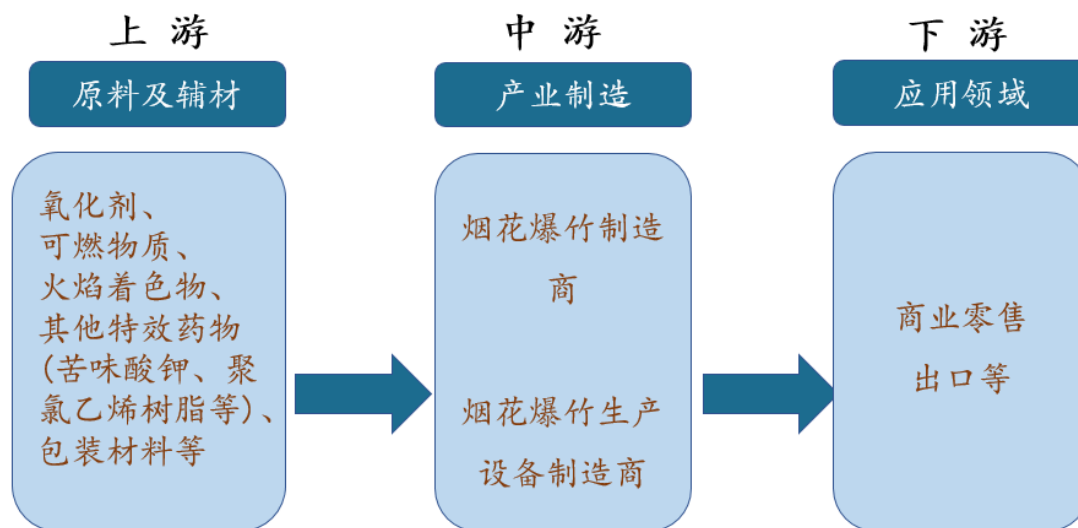 上 游
原料及辅材
氧化剂、
可燃物质、
火焰着色物、
其他特效药物
(苦味酸钾、聚
氯乙烯树脂等)、
包装材料等
中 游
产业制造
烟花爆竹制造
商
烟花爆竹生产
设备制造商
下 游
应用领域
商业零售
出口等